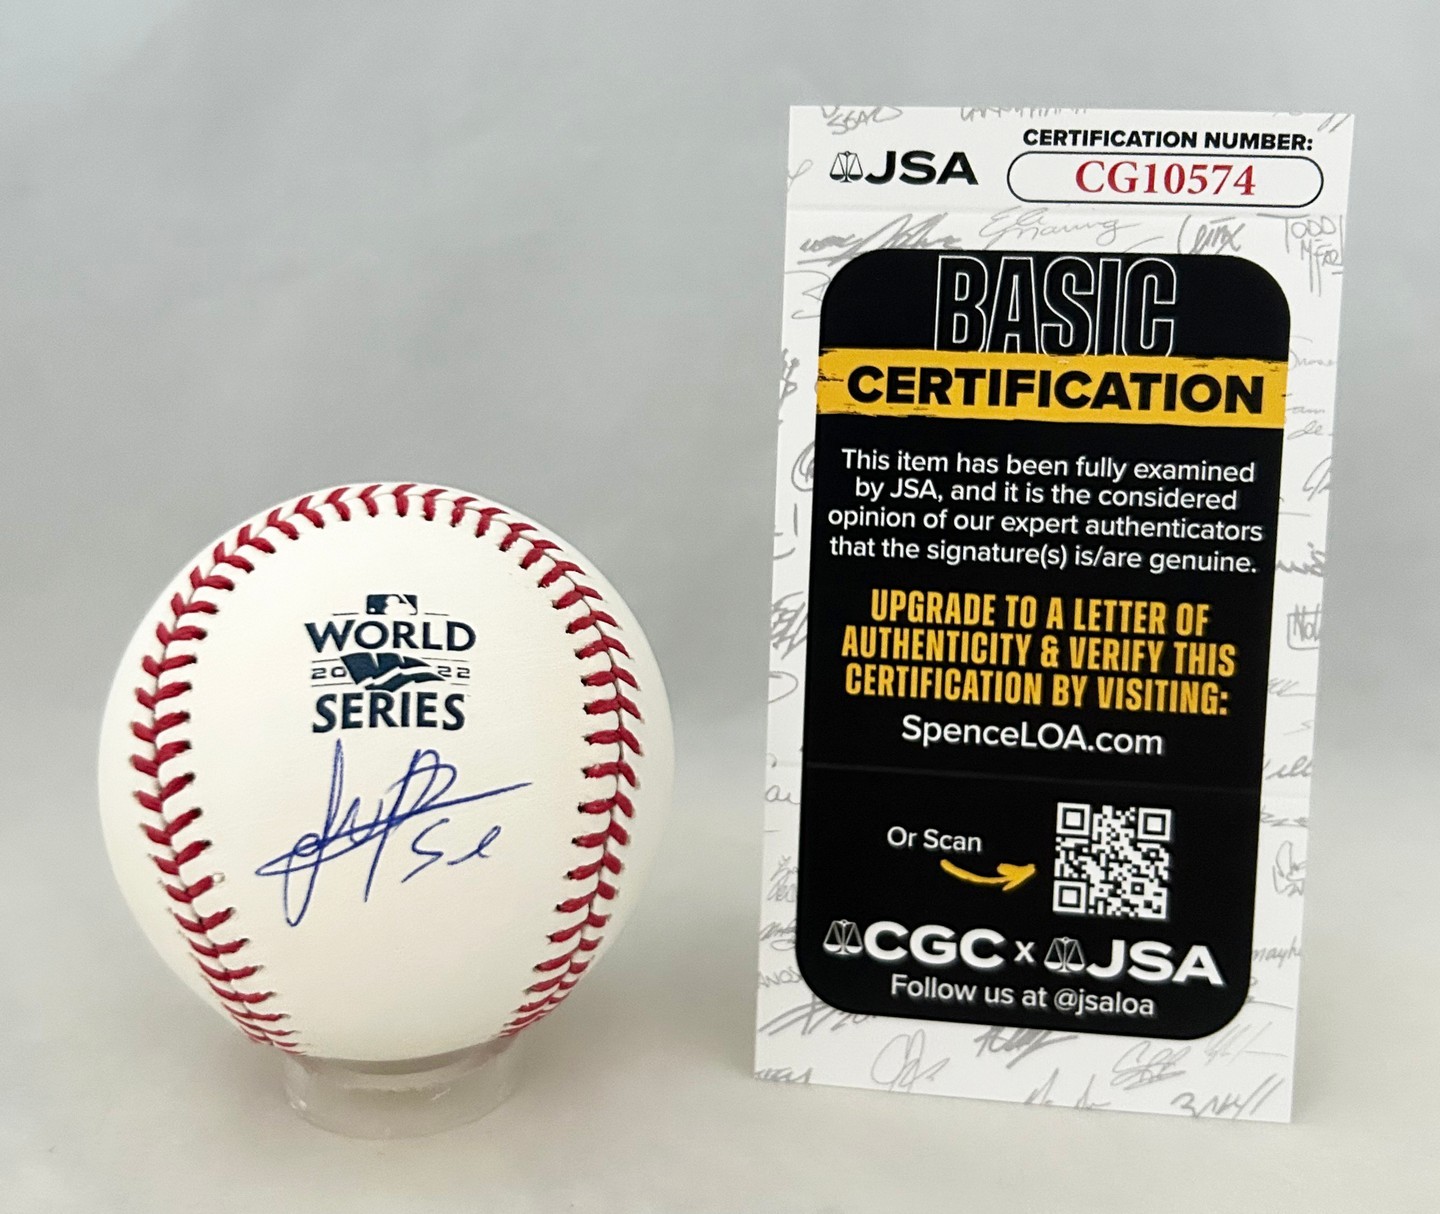 WORLD
2022
SERIES
JSA
CERTIFICATION NUMBER:
CG10574
BASIC
CERTIFICATION
This item has been fully examined
by JSA, and it is the considered
opinion of our expert authenticators
that the signature(s) is/are genuine.
UPGRADE TO A LETTER OF
AUTHENTICITY & VERIFY THIS
CERTIFICATION BY VISITING:
SpenceLOA.com
Or Scan
CGC x JSA
Follow us at @jsaloa